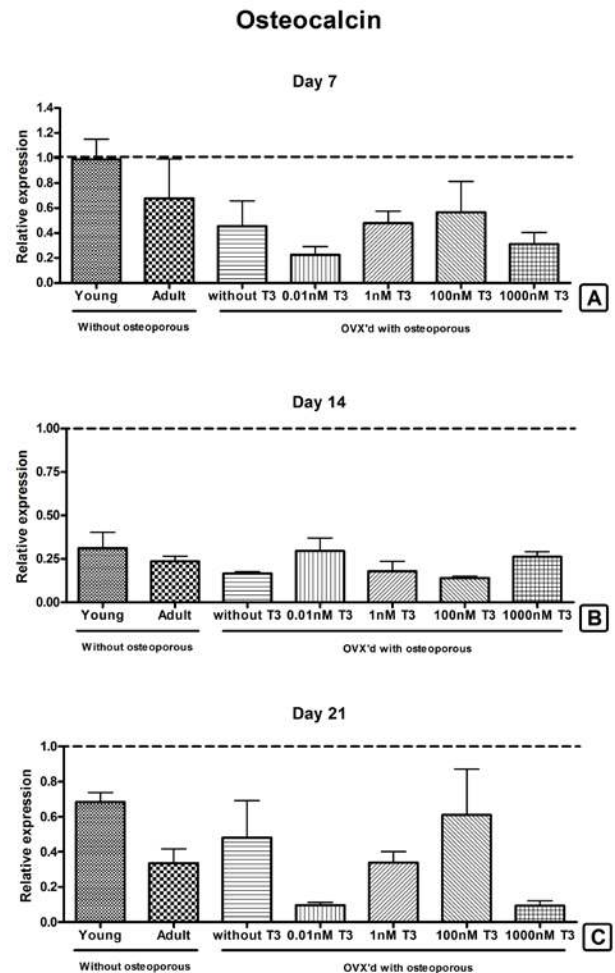 Osteocalcin
Day 7
Relative expression
1.4
1.2
1.0
0.8
0.6
0.4
0.2
0.0
Young Adult without T3 0.01nM T3 1nM T3 100nM T3 1000nM T3
Without osteoporous OVX'd with osteoporous
A
Day 14
Relative expression
1.00
0.75
0.50
0.25
0.00
Young Adult without T3 0.01nM T3 1nM T3 100nM T3 1000nM T3
Without osteoporous OVX'd with osteoporous
B
Day 21
Relative expression
1.0
0.8
0.6
0.4
0.2
0.0
Young Adult without T3 0.01nM T3 1nM T3 100nM T3 1000nM T3
Without osteoporous OVX'd with osteoporous
C